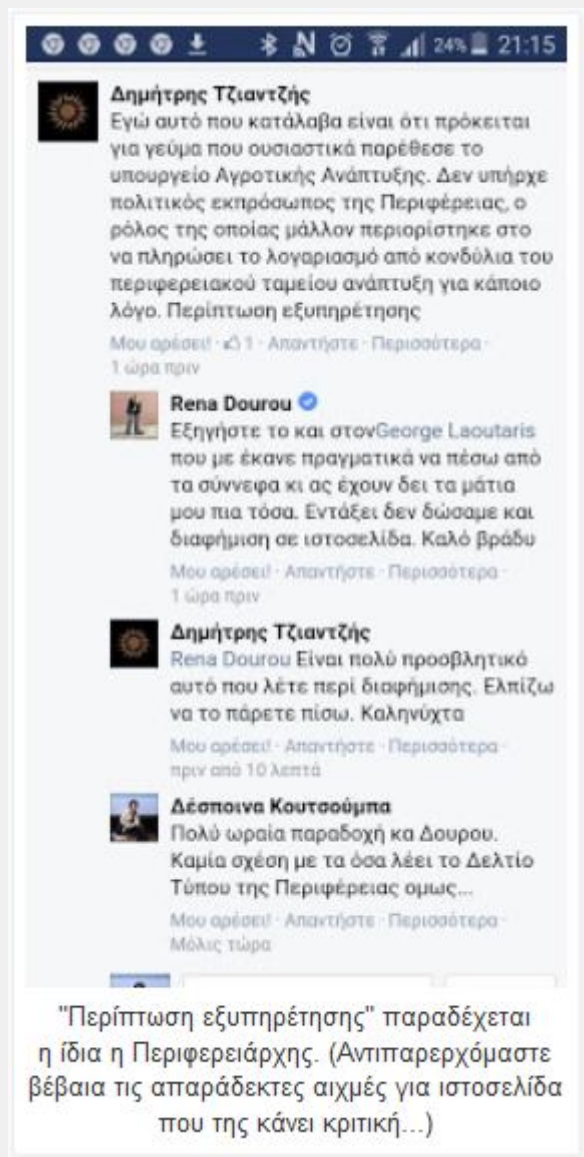 24% 21:15
Δημήτρης Τζιαντζής
Εγώ αυτό που κατάλαβα είναι ότι πρόκειται
για γεύμα που ουσιαστικά παρέθεσε το
υπουργείο Αγροτικής Ανάπτυξης. Δεν υπήρχε
πολιτικός εκπρόσωπος της Περιφέρειας, ο
ρόλος της οποίας μάλλον περιορίστηκε στο
να πληρώσει το λογαριασμό από κονδύλια του
περιφερειακού ταμείου ανάπτυξη για κάποιο
λόγο. Περίπτωση εξυπηρέτησης
Μου αρέσει! · 1 · Απαντήστε · Περισσότερα ·
1 ώρα πριν
Rena Dourou
Εξηγήστε το και στονGeorge Laoutaris
που με έκανε πραγματικά να πέσω από
τα σύννεφα κι ας έχουν δει τα μάτια
μου πια τόσα. Εντάξει δεν δώσαμε και
διαφήμιση σε ιστοσελίδα. Καλό βράδυ
Μου αρέσει! · Απαντήστε · Περισσότερα ·
1 ώρα πριν
Δημήτρης Τζιαντζής
Rena Dourou Είναι πολύ προσβλητικό
αυτό που λέτε περί διαφήμισης. Ελπίζω
να το πάρετε πίσω. Καληνύχτα
Μου αρέσει! · Απαντήστε · Περισσότερα ·
πριν από 10 λεπτά
Δέσποινα Κουτσούμπα
Πολύ ωραία παραδοχή κα Δουρου.
Καμία σχέση με τα όσα λέει το Δελτίο
Τύπου της Περιφέρειας ομως...
Μου αρέσει! · Απαντήστε · Περισσότερα ·
Μόλις τώρα
"Περίπτωση εξυπηρέτησης" παραδέχεται
η ίδια η Περιφερειάρχης. (Αντιπαρερχόμαστε
βέβαια τις απαράδεκτες αιχμές για ιστοσελίδα
που της κάνει κριτική...)